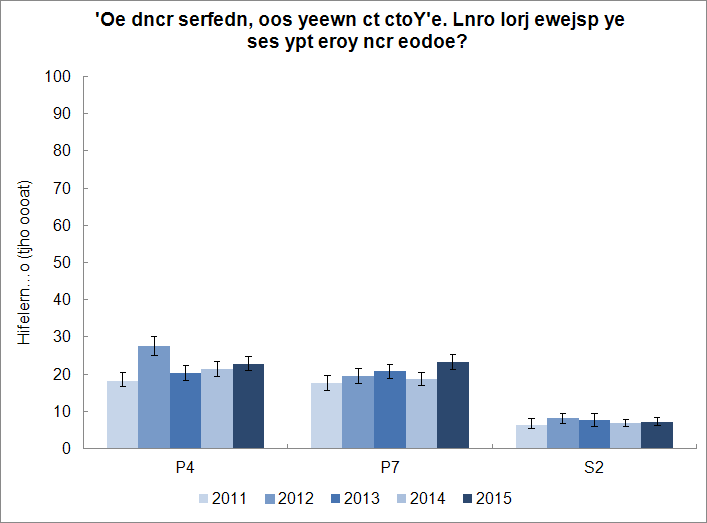 'Oe dncr serfedn, oos yeewn ct ctoY'e. Lnro lorj ewejsp ye
ses ypt eroy ncr eodoe?
100
90
80
70
60
50
40
30
20
10
0
Hifelern...o (tjho oooat)
P4 P7 S2
2011 2012 2013 2014 2015